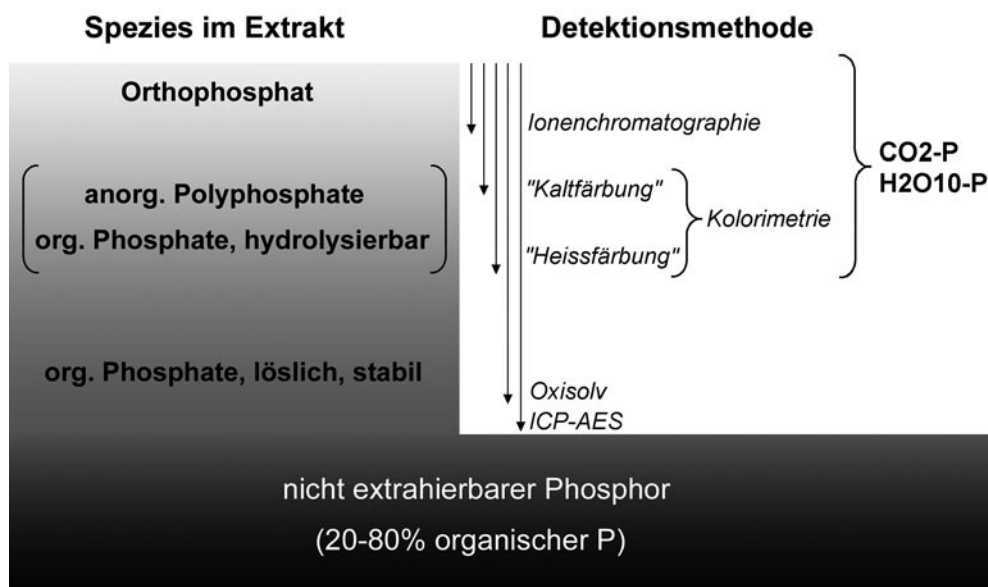 Spezies im Extrakt
Detektionsmethode
Orthophosphat
Ionenchromatographie
anorg. Polyphosphate
org. Phosphate, hydrolysierbar
"Kaltfärbung"
"Heissfärbung"
Kolorimetrie
CO2-P
H2O10-P
org. Phosphate, löslich, stabil
Oxisolv
ICP-AES
nicht extrahierbarer Phosphor
(20-80% organischer P)